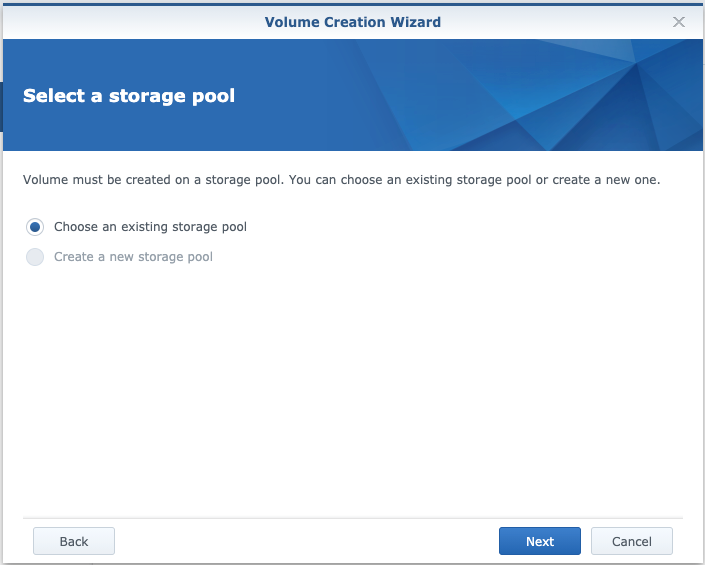 Volume Creation Wizard
Select a storage pool
Volume must be created on a storage pool. You can choose an existing storage pool or create a new one.
Choose an existing storage pool
Create a new storage pool
Back
Next
Cancel